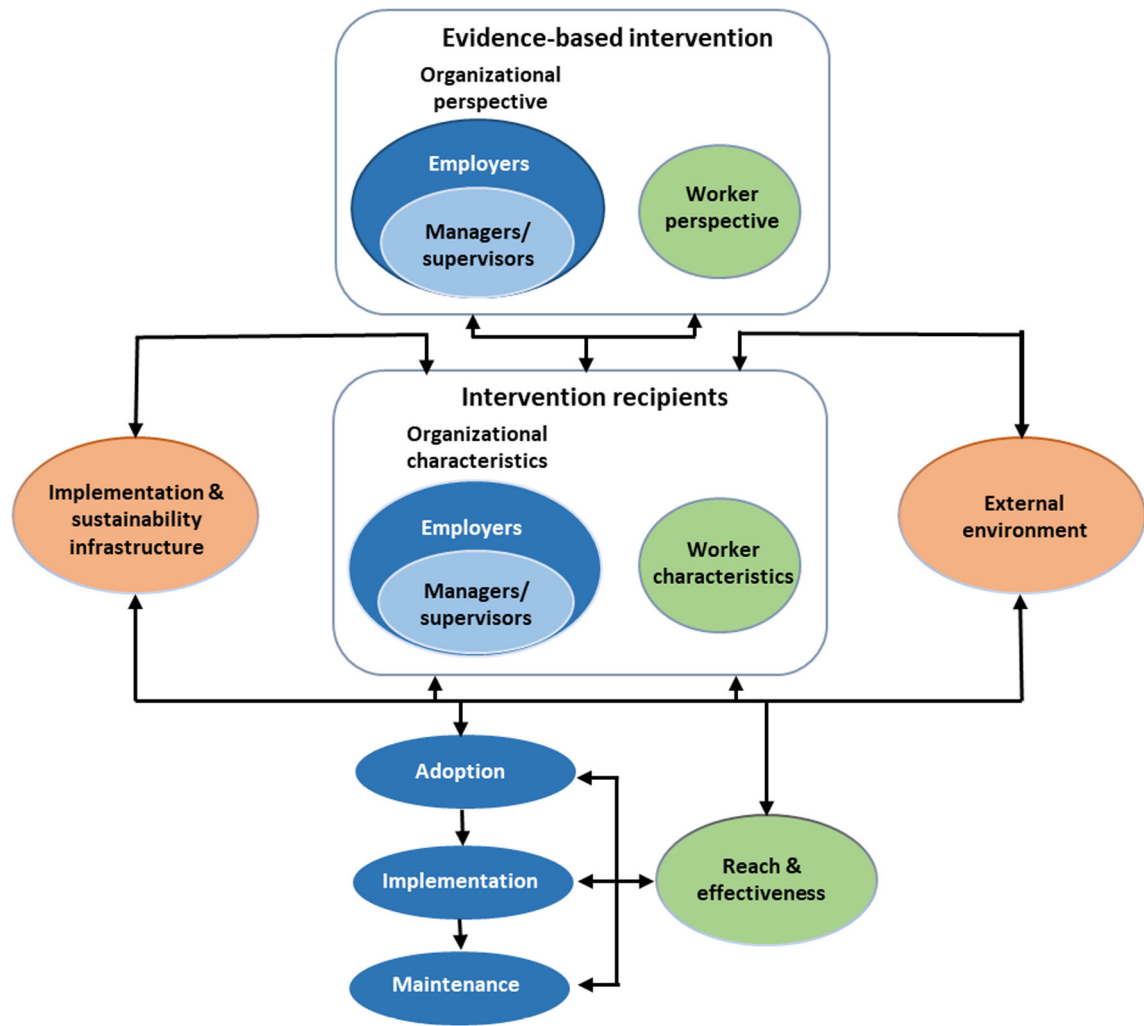 Evidence-based intervention
Organizational
perspective
Employers
Managers/
supervisors
Worker
perspective
Intervention recipients
Organizational
characteristics
Employers
Managers/
supervisors
Worker
characteristics
Implementation &
sustainability
infrastructure
External
environment
Adoption
Implementation
Maintenance
Reach &
effectiveness